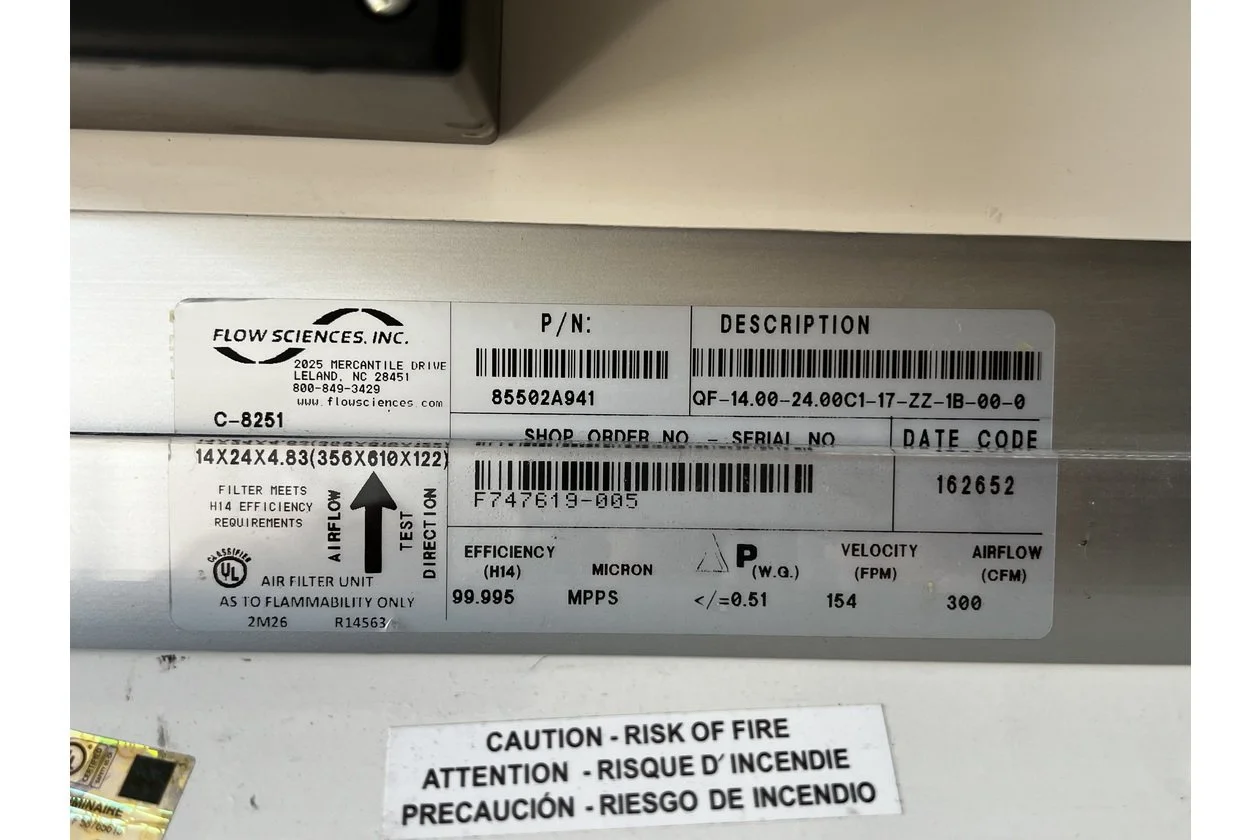 FLOW SCIENCES, INC.
2025 MERCANTILE DRIVE
LELAND, NC 28451
800-849-3429
www.flowsciences.com
C-8251
14X24X4.83(356X610X122)
FILTER MEETS
H14 EFFICIENCY
REQUIREMENTS
AIRFLOW
TEST
DIRECTION
CLASSIFIED
UL
AIR FILTER UNIT
AS TO FLAMMABILITY ONLY
2M26 R14563
P/N:
85502A941
DESCRIPTION
QF-14.00-24.00C1-17-ZZ-1B-00-0
SHOP ORDER NO - SERIAL NO
F747619-005
DATE CODE
162652
EFFICIENCY
(H14)
99.995
MICRON
MPPS
△P
(W.G.)
</=0.51
VELOCITY
(FPM)
154
AIRFLOW
(CFM)
300
CAUTION - RISK OF FIRE
ATTENTION - RISQUE D' INCENDIE
PRECAUCIÓN - RIESGO DE INCENDIO